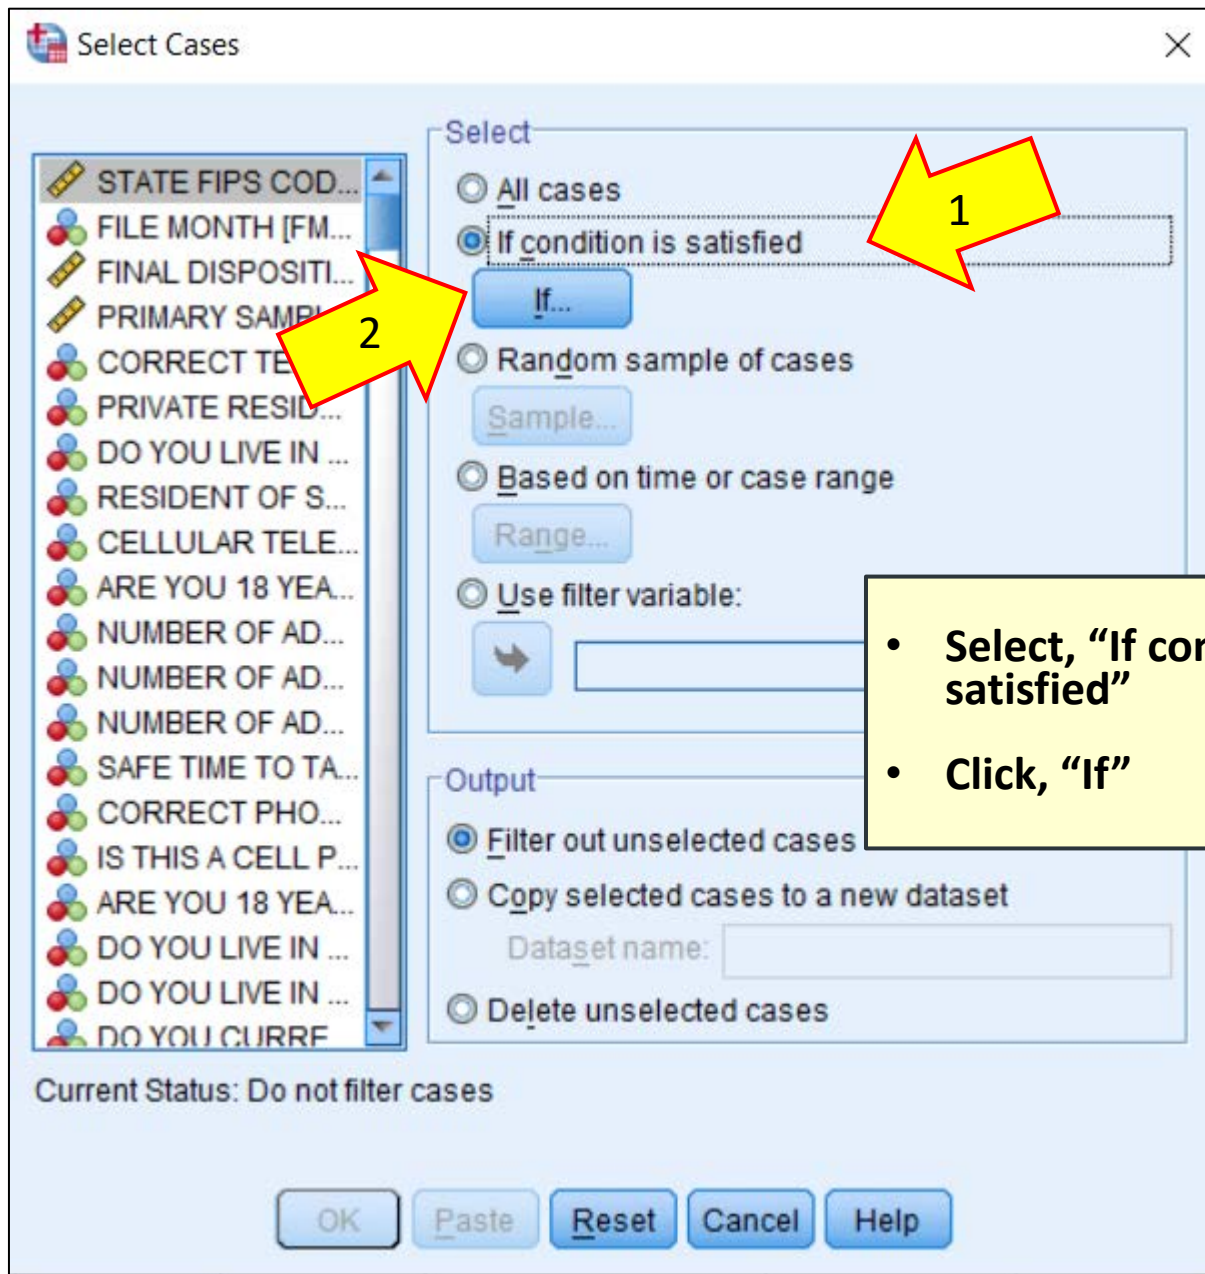 Select Cases
STATE FIPS COD...
FILE MONTH [FM...
FINAL DISPOSITI...
PRIMARY
CORRECT
PRIVATE RESID...
DO YOU LIVE IN ...
RESIDENT OF S...
CELLULAR TELE...
ARE YOU 18 YEA...
NUMBER OF AD...
NUMBER OF AD...
NUMBER OF AD...
SAFE TIME TO TA...
CORRECT PHO...
IS THIS A CELL P...
ARE YOU 18 YEA...
DO YOU LIVE IN ...
DO YOU LIVE IN ...
DO YOU CURRE
Select
All cases
If condition is satisfied
1
If...
2
Random sample of cases
Sample...
Based on time or case range
Range...
Use filter variable:
• Select, “If
satisfied”
• Click, “If”
Output
Filter out unselected cases
Copy selected cases to a new dataset
Dataset name:
Delete unselected cases
Current Status: Do not filter cases
OK Paste Reset Cancel Help